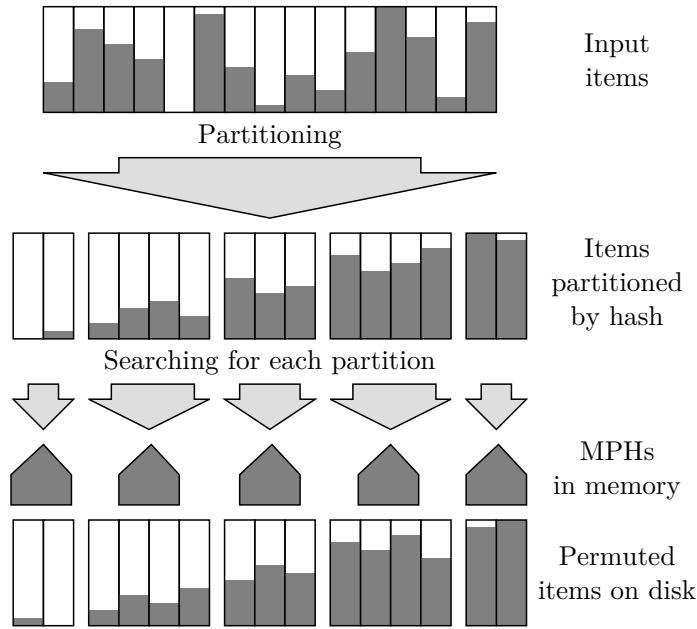 Input
items
Partitioning
Items
partitioned
by hash
Searching for each partition
MPHs
in memory
Permuted
items on disk